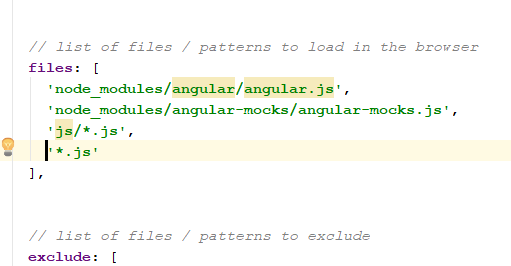 // list of files / patterns to load in the browser
files: [
'node_modules/angular/angular.js',
'node_modules/angular-mocks/angular-mocks.js',
'js/*.js',
'*.js'
],
// list of files / patterns to exclude
exclude: [